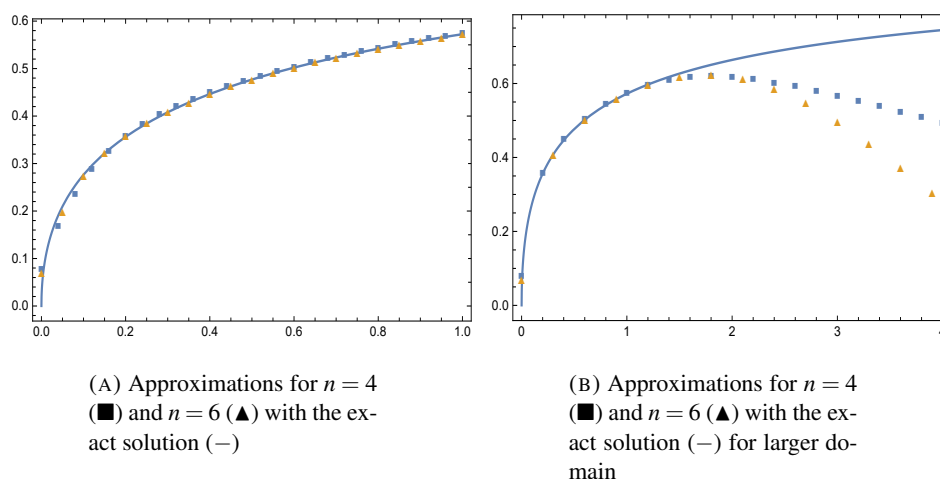 0.6
0.5
0.4
0.3
0.2
0.1
0.0
0.0 0.2 0.4 0.6 0.8 1.0
(A) Approximations for n = 4
(■) and n = 6 (▲) with the ex-
act solution (−)
0.8
0.6
0.4
0.2
0.0
0 1 2 3 4
(B) Approximations for n = 4
(■) and n = 6 (▲) with the ex-
act solution (−) for larger do-
main